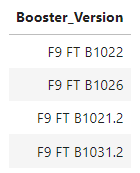 Booster_Version
F9 FT B1022
F9 FT B1026
F9 FT B1021.2
F9 FT B1031.2